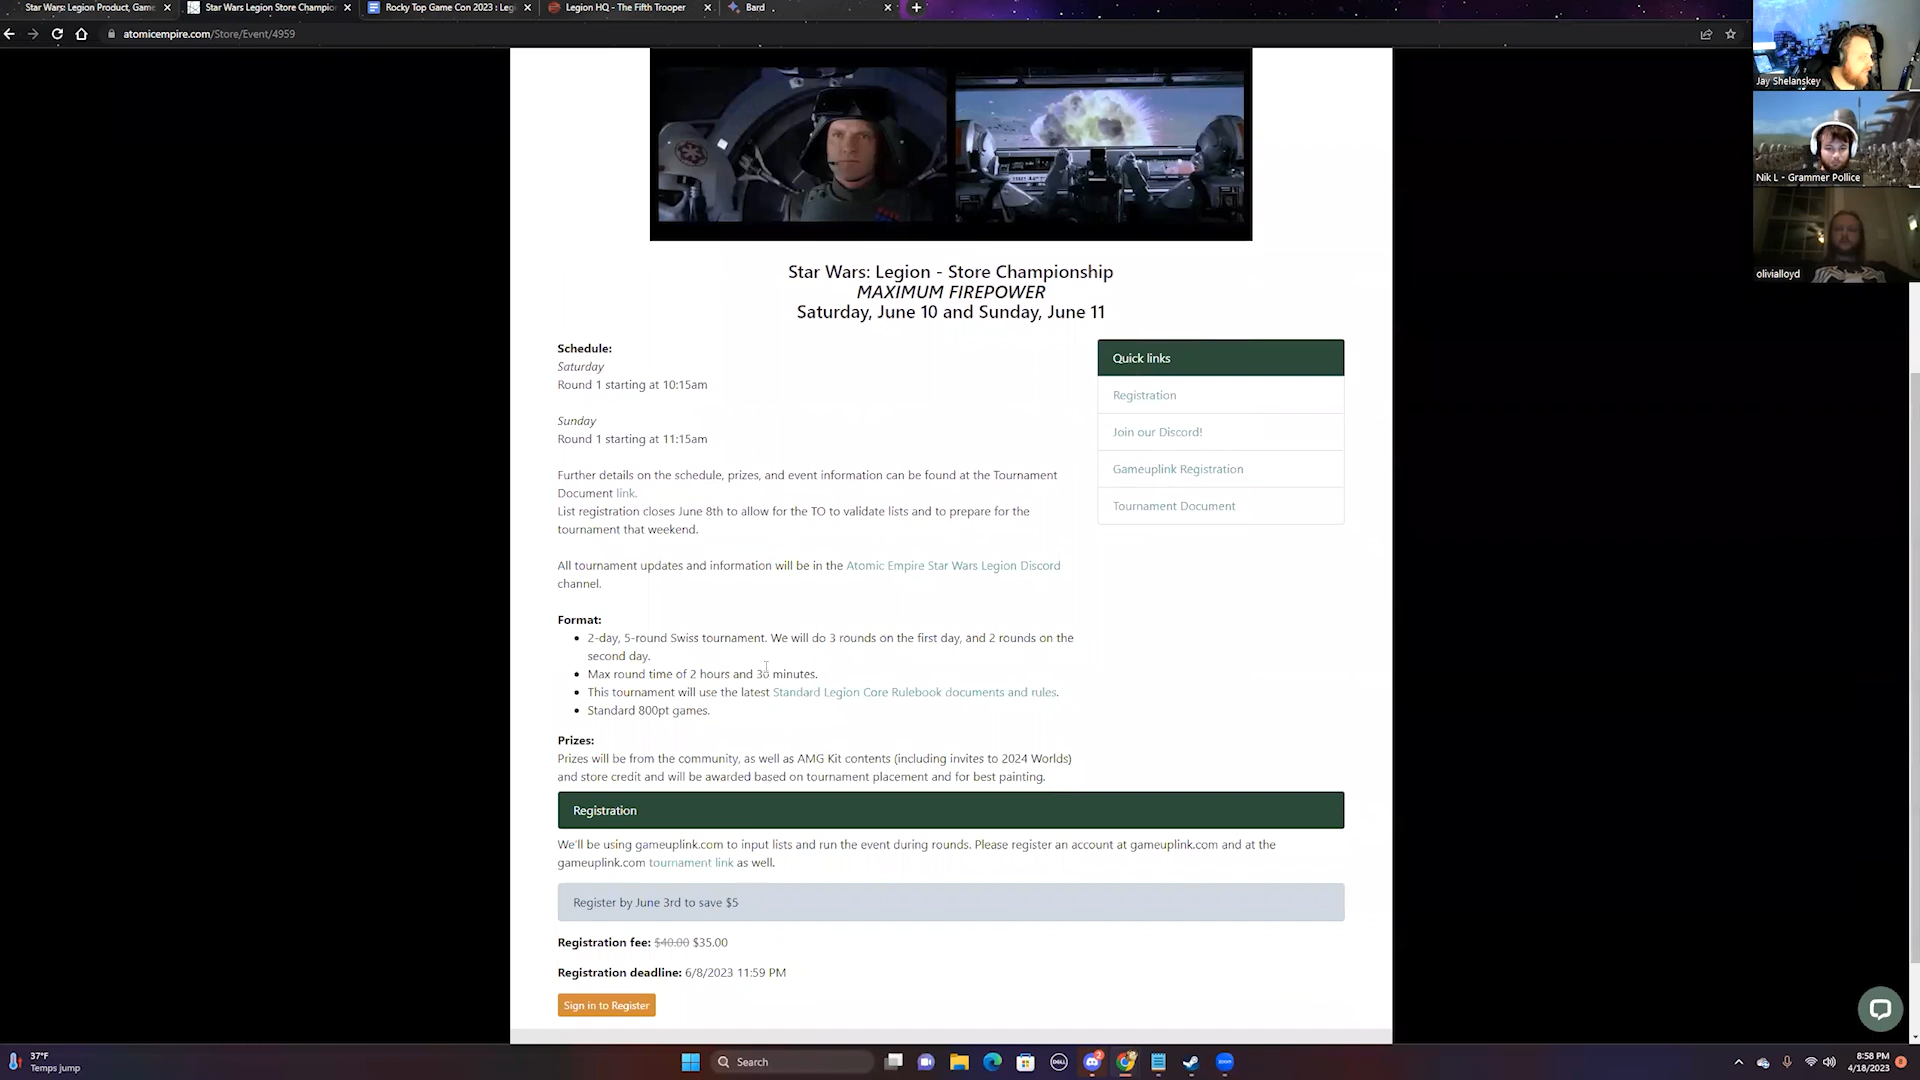 Star Wars: Legion Product, Game
Star Wars Legion Store Champion
Rocky Top Game Con 2023 : Leg
Legion HQ - The Fifth Trooper
Bard
atomicempire.com/Store/Event/4959
Jay Shelanskey
Nik L - Grammer Pollice
olivialloyd
Star Wars: Legion - Store Championship
MAXIMUM FIREPOWER
Saturday, June 10 and Sunday, June 11
Schedule:
Saturday
Round 1 starting at 10:15am
Sunday
Round 1 starting at 11:15am
Further details on the schedule, prizes, and event information can be found at the Tournament
Document link.
List registration closes June 8th to allow for the TO to validate lists and to prepare for the
tournament that weekend.
All tournament updates and information will be in the Atomic Empire Star Wars Legion Discord
channel.
Quick links
Registration
Join our Discord!
Gameuplink Registration
Tournament Document
Format:
• 2-day, 5-round Swiss tournament. We will do 3 rounds on the first day, and 2 rounds on the
second day.
• Max round time of 2 hours and 30 minutes.
• This tournament will use the latest Standard Legion Core Rulebook documents and rules.
• Standard 800pt games.
Prizes:
Prizes will be from the community, as well as AMG Kit contents (including invites to 2024 Worlds)
and store credit and will be awarded based on tournament placement and for best painting.
Registration
We'll be using gameuplink.com to input lists and run the event during rounds. Please register an account at gameuplink.com and at the
gameuplink.com tournament link as well.
Register by June 3rd to save $5
Registration fee: $40.00 $35.00
Registration deadline: 6/8/2023 11:59 PM
Sign in to Register
37°F
Temps jump
Search
DELL
2
zoom
8:58 PM
4/18/2023
8